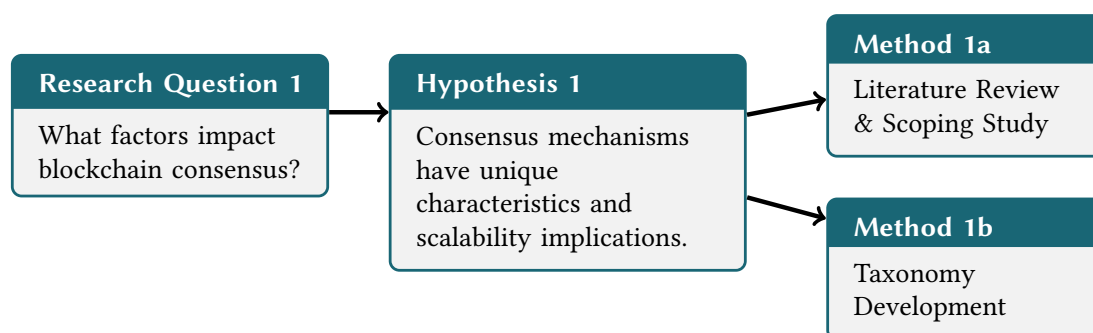 Research Question 1
What factors impact
blockchain consensus?
Hypothesis 1
Consensus mechanisms
have unique
characteristics and
scalability implications.
Method 1a
Literature Review
& Scoping Study
Method 1b
Taxonomy
Development